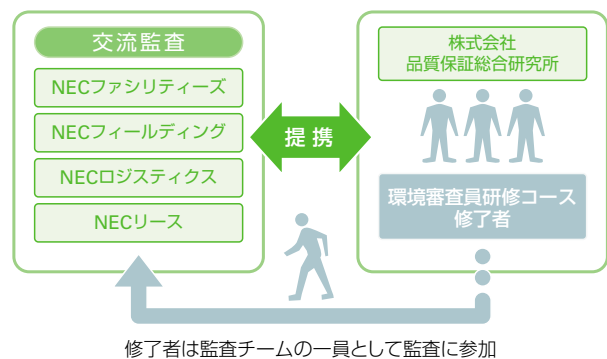 交流監査
NECファシリティーズ
NECフィールディング
NECロジスティクス
NECリース
提携
株式会社
品質保証総合研究所
環境審査員研修コース
修了者
修了者は監査チームの一員として監査に参加